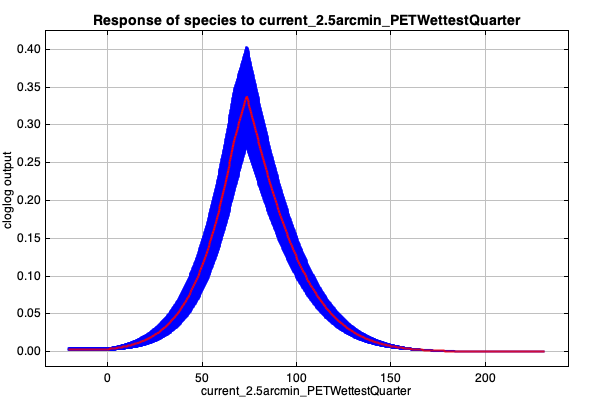 Response of species to current_2.5arcmin_PETWettestQuarter
0.40
0.35
0.30
0.25
0.20
0.15
0.10
0.05
0.00
cloglog output
0 50 100 150 200
current_2.5arcmin_PETWettestQuarter